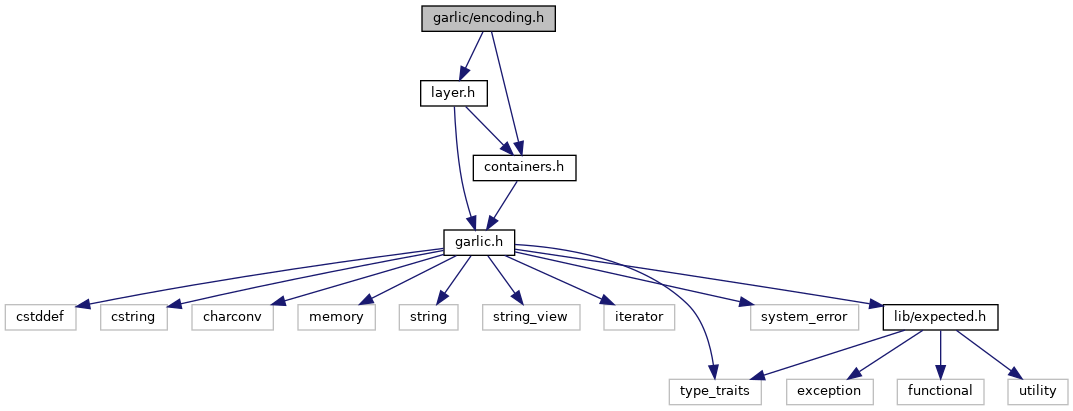 garlic/encoding.h
layer.h
containers.h
garlic.h
cstddef
cstring
charconv
memory
string
string_view
iterator
system_error
lib/expected.h
type_traits
exception
functional
utility